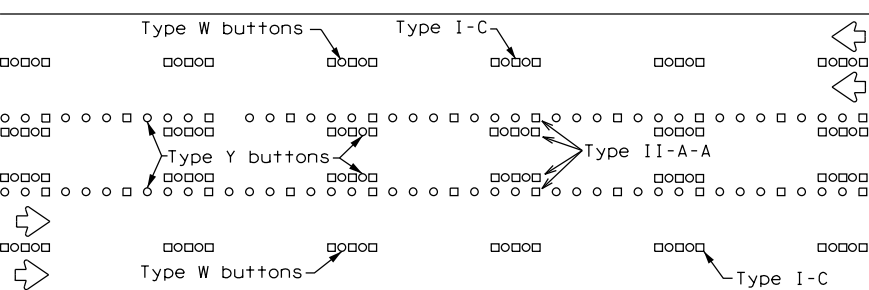 Type W buttons
Type I-C
Type Y buttons
Type II-A-A
Type W buttons
Type I-C